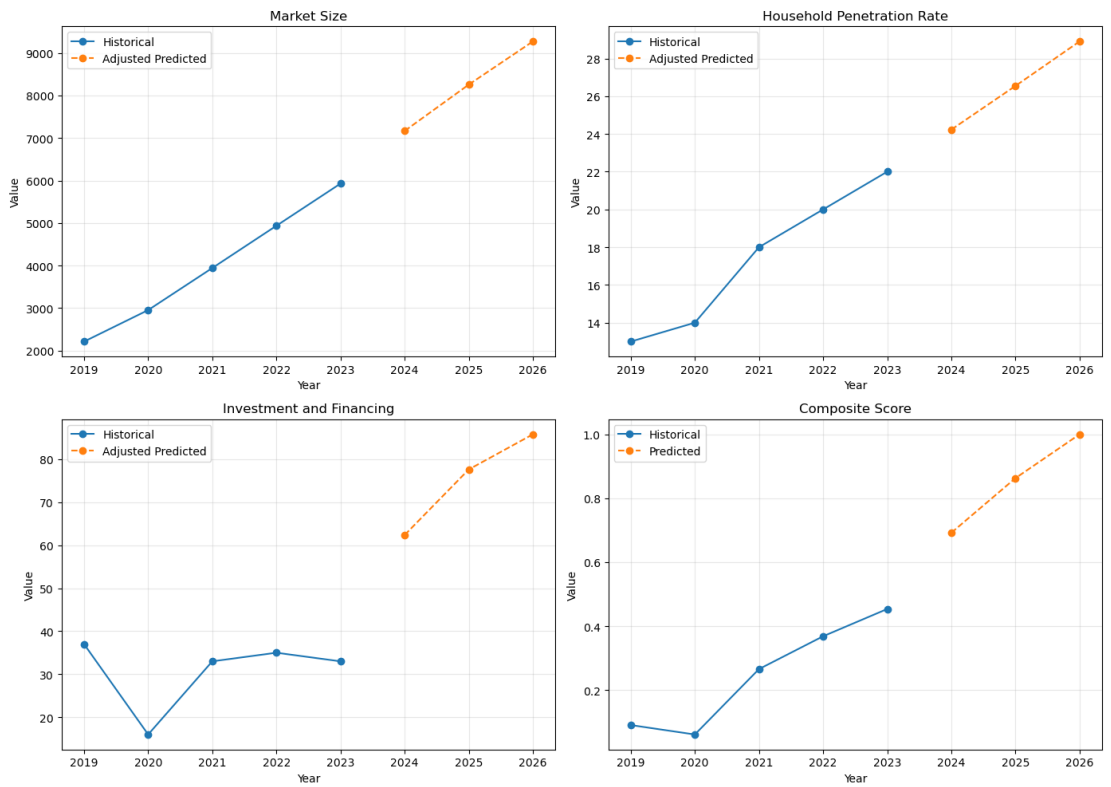 Market Size
Historical
Adjusted Predicted
Value
9000
8000
7000
6000
5000
4000
3000
2000
2019 2020 2021 2022 2023 2024 2025 2026
Year
Household Penetration Rate
Historical
Adjusted Predicted
Value
28
26
24
22
20
18
16
14
2019 2020 2021 2022 2023 2024 2025 2026
Year
Investment and Financing
Historical
Adjusted Predicted
Value
80
70
60
50
40
30
20
2019 2020 2021 2022 2023 2024 2025 2026
Year
Composite Score
Historical
Predicted
Value
1.0
0.8
0.6
0.4
0.2
2019 2020 2021 2022 2023 2024 2025 2026
Year